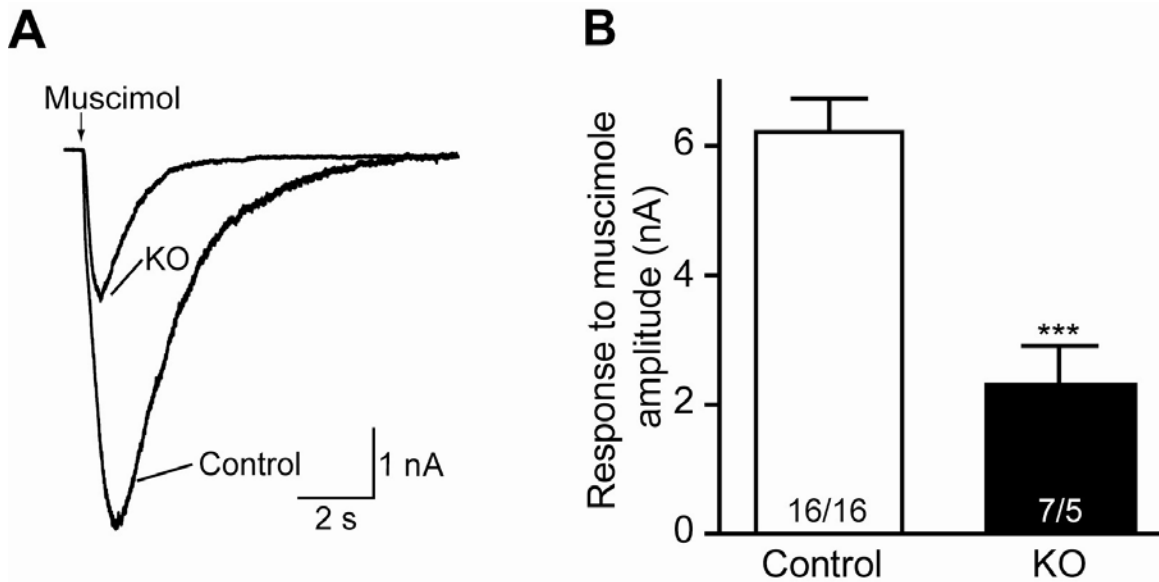 A
Muscimol
KO
Control
1 nA
2 s
B
Response to muscimole
amplitude (nA)
6
4
2
0
***
16/16
7/5
Control
KO